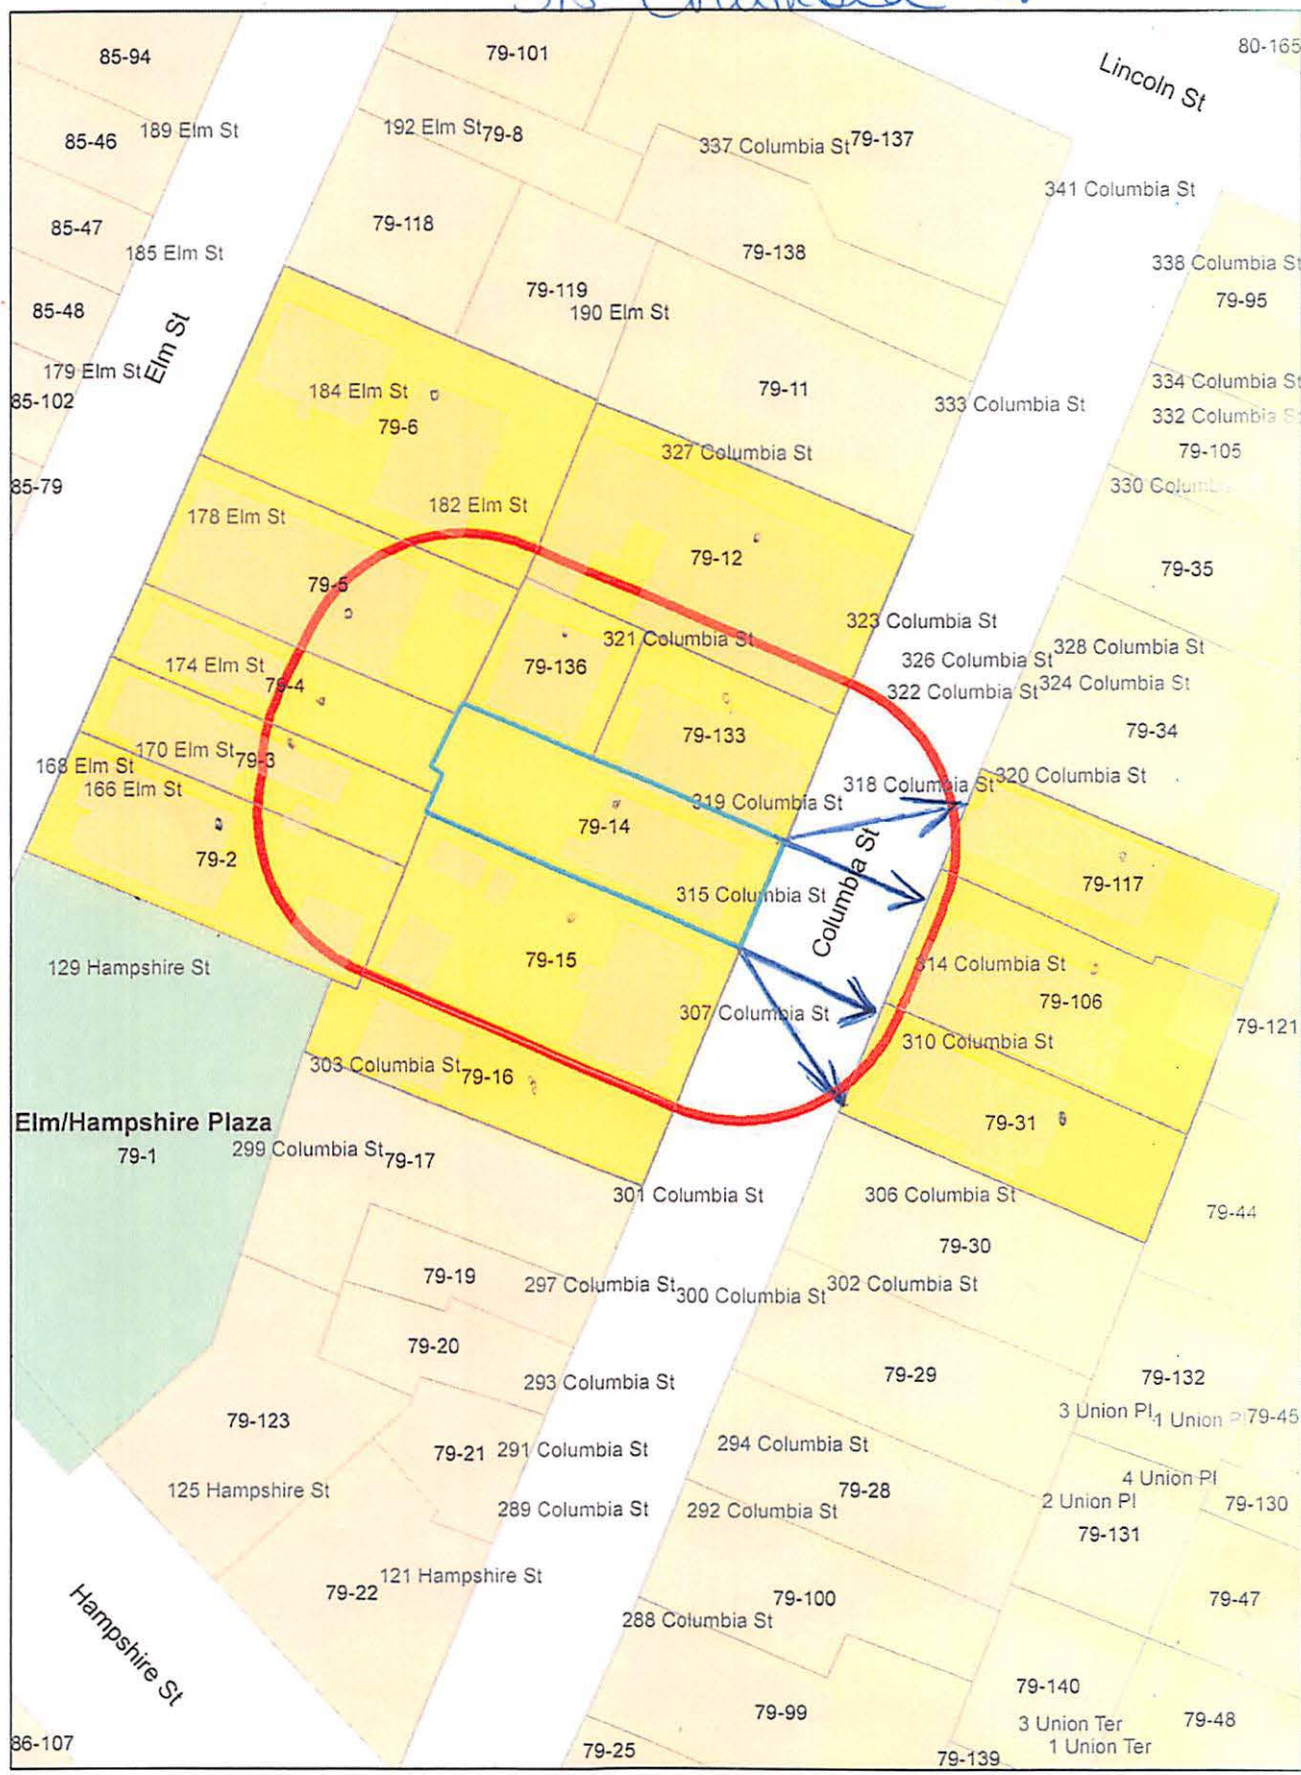 315 Columbia
85-94
79-101
80-165
Lincoln St
85-46
189 Elm St
192 Elm St
79-8
337 Columbia St
79-137
341 Columbia St
85-47
185 Elm St
79-118
79-138
338 Columbia St
79-95
85-48
79-119
190 Elm St
Elm St
179 Elm St
85-102
184 Elm St
79-6
79-11
333 Columbia St
334 Columbia St
332 Columbia St
79-105
327 Columbia St
85-79
330
178 Elm St
182 Elm St
79-12
79-35
79-5
323 Columbia St
321 Columbia St
326 Columbia St
328 Columbia St
174 Elm St
79-4
79-136
322 Columbia St
324 Columbia St
79-133
79-34
170 Elm St
79-3
168 Elm St
166 Elm St
318 Columbia St
320 Columbia St
319 Columbia St
79-14
79-2
Columbia St
315 Columbia St
79-117
129 Hampshire St
79-15
314 Columbia St
79-106
307 Columbia St
310 Columbia St
79-121
303 Columbia St
79-16
Elm/Hampshire Plaza
79-1
79-31
299 Columbia St
79-17
301 Columbia St
306 Columbia St
79-44
79-30
79-19
297 Columbia St
300 Columbia St
302 Columbia St
79-20
79-29
79-132
293 Columbia St
79-123
3 Union Pl
1 Union Pl
79-45
79-21
291 Columbia St
294 Columbia St
125 Hampshire St
79-28
4 Union Pl
2 Union Pl
79-130
289 Columbia St
292 Columbia St
79-131
121 Hampshire St
79-22
79-100
79-47
288 Columbia St
Hampshire St
79-140
79-99
3 Union Ter
79-48
86-107
79-25
79-139
1 Union Ter